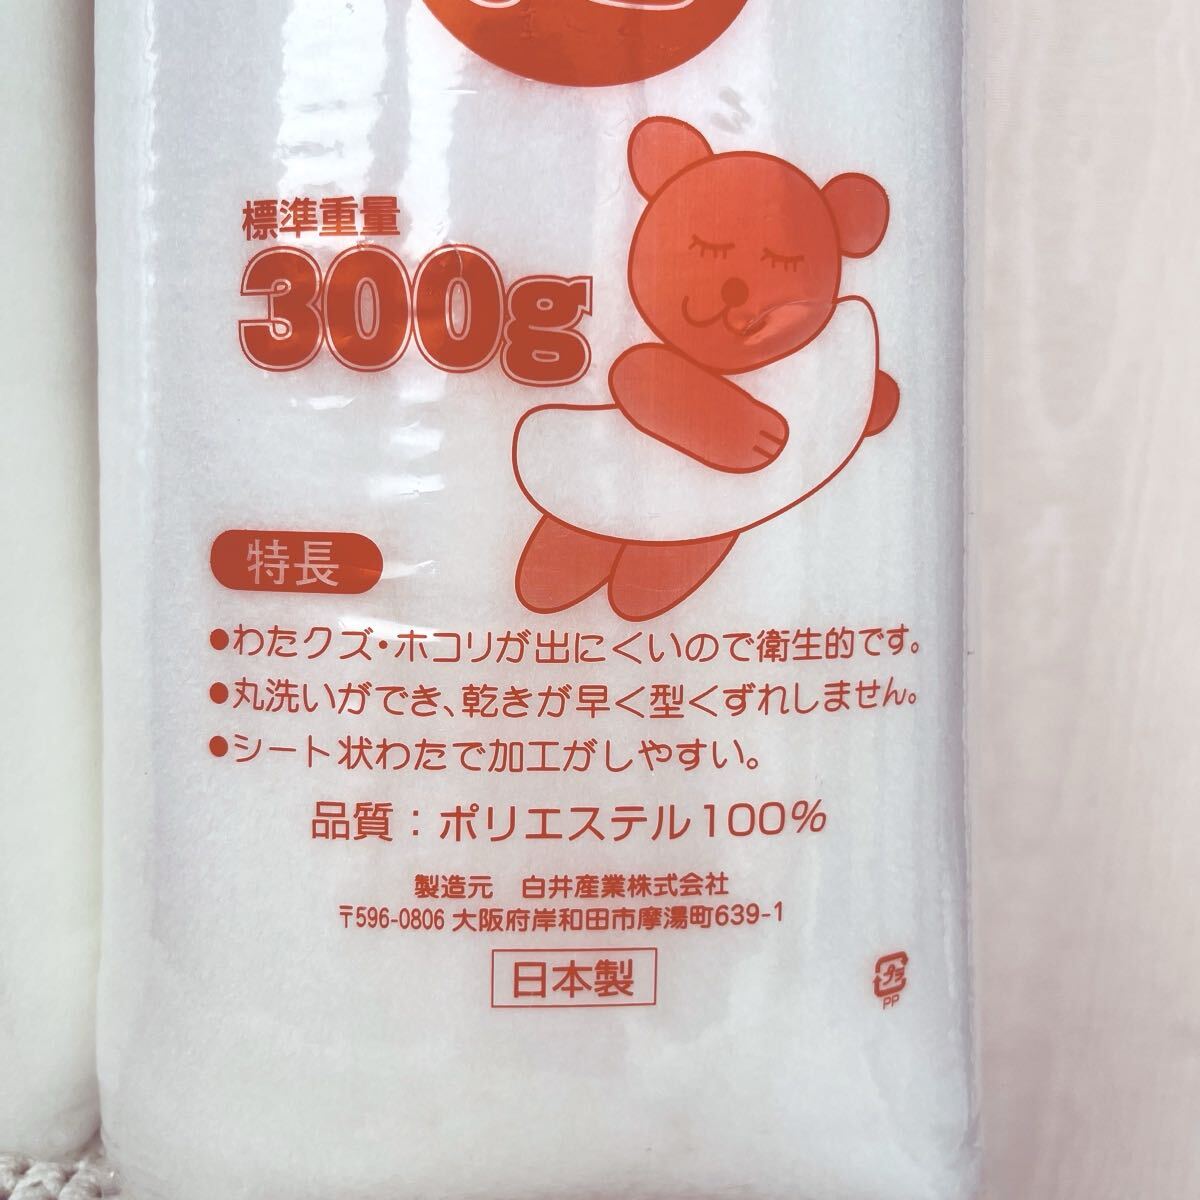 標準重量
300g
特長
●わたクズ・ホコリが出にくいので衛生的です。
●丸洗いができ、乾きが早く型くずれしません。
●シート状わたで加工がしやすい。
品質：ポリエステル100%
製造元　白井産業株式会社
〒596-0806 大阪府岸和田市摩湯町639-1
日本製
プラ
PP